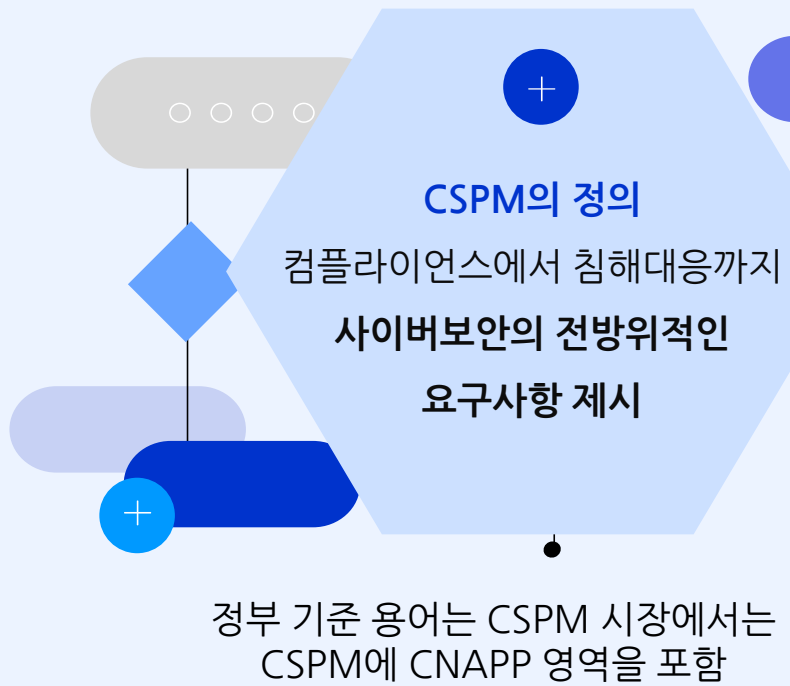 CSPM의 정의
컴플라이언스에서 침해대응까지
사이버보안의 전방위적인
요구사항 제시
정부 기준 용어는 CSPM 시장에서는
CSPM에 CNAPP 영역을 포함